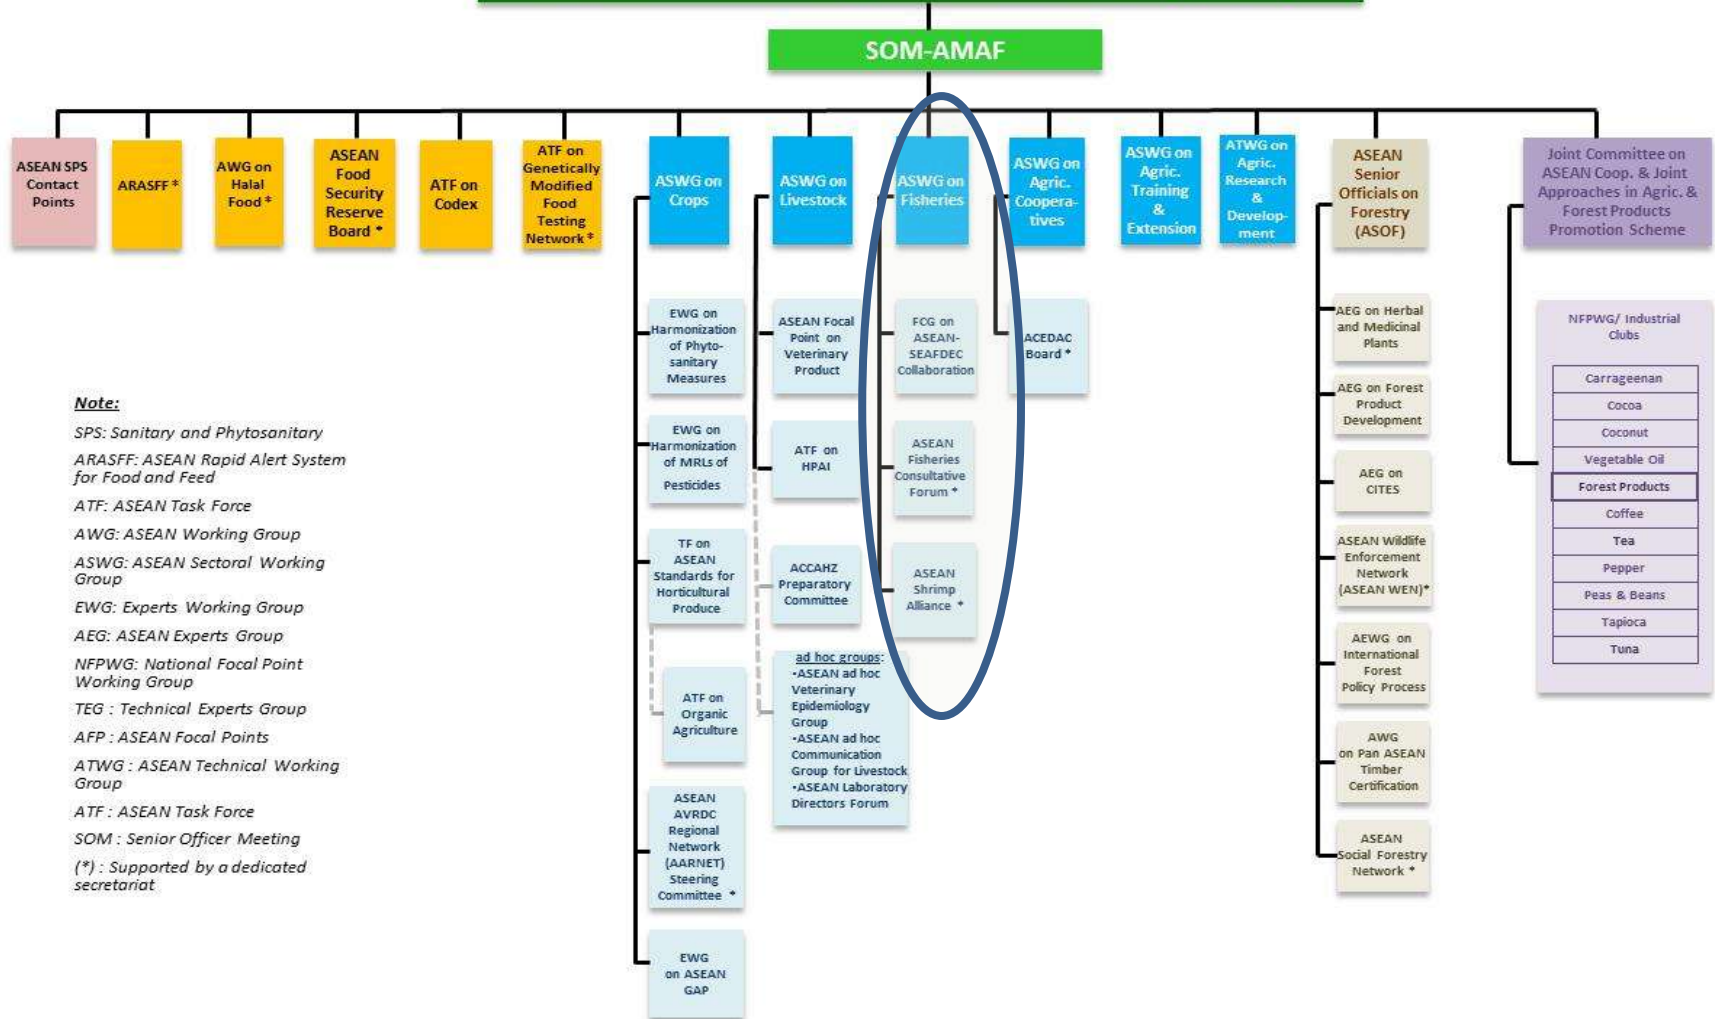 SOM-AMAF
ASEAN SPS
Contact
Points
ARASFF *
AWG on
Halal
Food *
ASEAN
Food
Security
Reserve
Board *
ATF on
Codex
ATF on
Genetically
Modified
Food
Testing
Network *
ASWG on
Crops
ASWG on
Livestock
ASWG on
Fisheries
ASWG on
Agric.
Coopera-
tives
ASWG on
Agric.
Training
&
Extension
ATWG on
Agric.
Research
&
Develop-
ment
ASEAN
Senior
Officials on
Forestry
(ASOF)
Joint Committee on
ASEAN Coop. & Joint
Approaches in Agric. &
Forest Products
Promotion Scheme
EWG on
Harmonization
of Phyto-
sanitary
Measures
EWG on
Harmonization
of MRLs of
Pesticides
TF on
ASEAN
Standards for
Horticultural
Produce
ATF on
Organic
Agriculture
ASEAN
AVRDC
Regional
Network
(AARNET)
Steering
Committee *
EWG
on ASEAN
GAP
ASEAN Focal
Point on
Veterinary
Product
ATF on
HPAI
ACCAHZ
Preparatory
Committee
ad hoc groups:
•ASEAN ad hoc
Veterinary
Epidemiology
Group
•ASEAN ad hoc
Communication
Group for Livestock
•ASEAN Laboratory
Directors Forum
FCG on
ASEAN-
SEAFDEC
Collaboration
ASEAN
Fisheries
Consultative
Forum *
ASEAN
Shrimp
Alliance *
ACEDAC
Board *
AEG on Herbal
and Medicinal
Plants
AEG on Forest
Product
Development
AEG on
CITES
ASEAN Wildlife
Enforcement
Network
(ASEAN WEN)*
AEWG on
International
Forest
Policy Process
AWG
on Pan ASEAN
Timber
Certification
ASEAN
Social Forestry
Network *
NFPWG/ Industrial
Clubs
Carrageenan
Cocoa
Coconut
Vegetable Oil
Forest Products
Coffee
Tea
Pepper
Peas & Beans
Tapioca
Tuna
Note:
SPS: Sanitary and Phytosanitary
ARASFF: ASEAN Rapid Alert System
for Food and Feed
ATF: ASEAN Task Force
AWG: ASEAN Working Group
ASWG: ASEAN Sectoral Working
Group
EWG: Experts Working Group
AEG: ASEAN Experts Group
NFPWG: National Focal Point
Working Group
TEG : Technical Experts Group
AFP : ASEAN Focal Points
ATWG : ASEAN Technical Working
Group
ATF : ASEAN Task Force
SOM : Senior Officer Meeting
(*) : Supported by a dedicated
secretariat